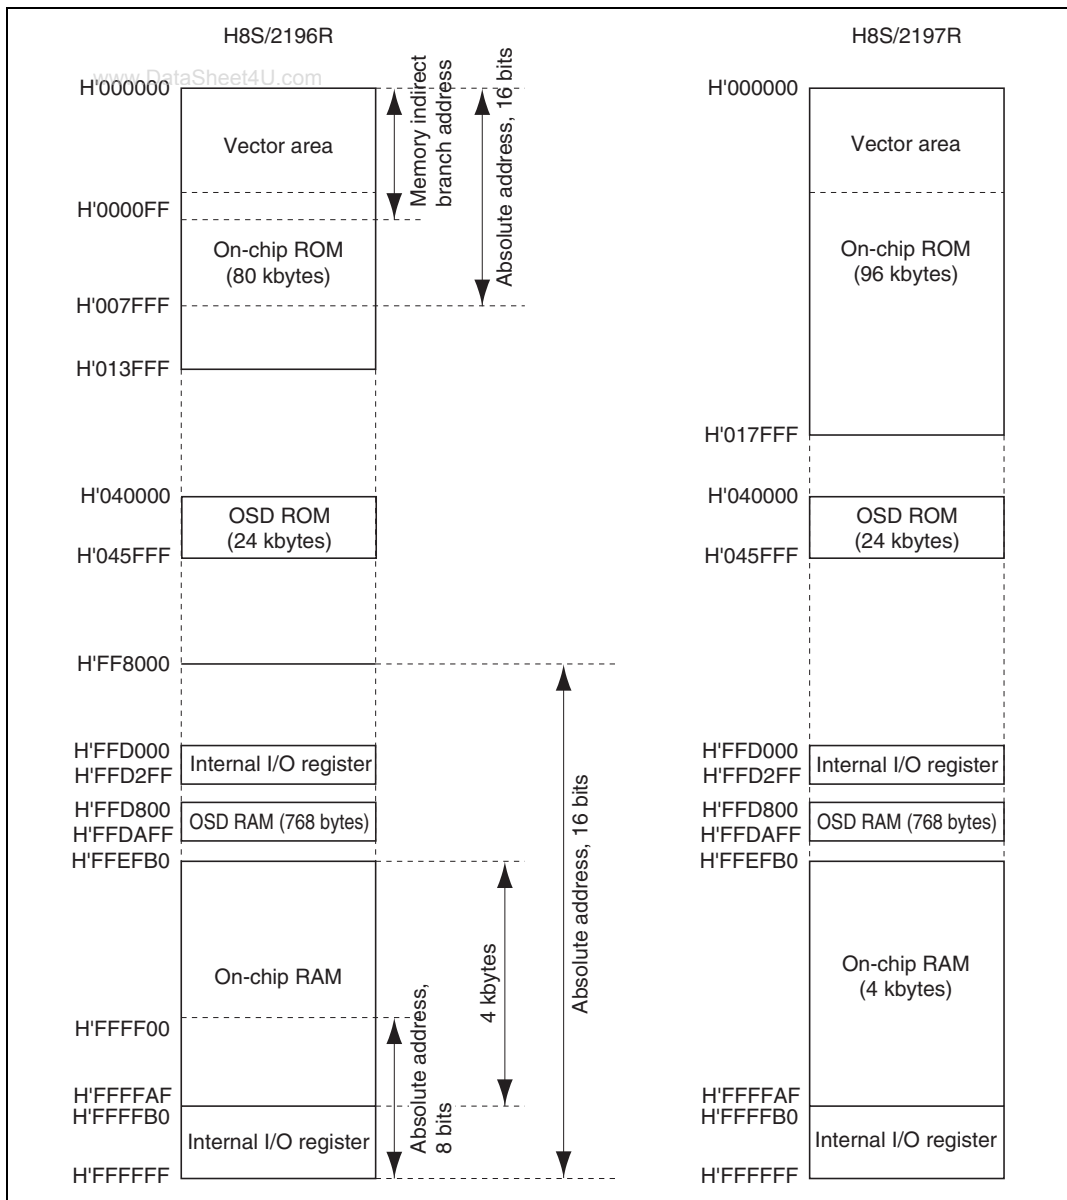 H8S/2196R
www.DataSheet4U.com
H'000000
Vector area
H'0000FF
On-chip ROM
(80 kbytes)
H'007FFF
H'013FFF
Memory indirect
branch address
Absolute address, 16 bits
H'040000
OSD ROM
(24 kbytes)
H'045FFF
H'FF8000
H'FFD000
Internal I/O register
H'FFD2FF
H'FFD800
OSD RAM (768 bytes)
H'FFDAFF
H'FFEFB0
On-chip RAM
H'FFFF00
H'FFFFAF
H'FFFFB0
Internal I/O register
H'FFFFFF
Absolute address,
8 bits
4 kbytes
Absolute address, 16 bits
H8S/2197R
H'000000
Vector area
On-chip ROM
(96 kbytes)
H'017FFF
H'040000
OSD ROM
(24 kbytes)
H'045FFF
H'FFD000
Internal I/O register
H'FFD2FF
H'FFD800
OSD RAM (768 bytes)
H'FFDAFF
H'FFEFB0
On-chip RAM
(4 kbytes)
H'FFFFAF
H'FFFFB0
Internal I/O register
H'FFFFFF